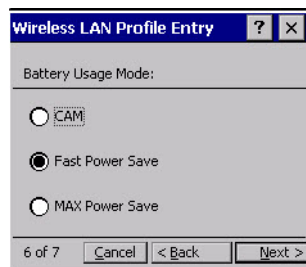 Wireless LAN Profile Entry ? ×
Battery Usage Mode:
CAM
Fast Power Save
MAX Power Save
6 of 7 Cancel < Back Next >